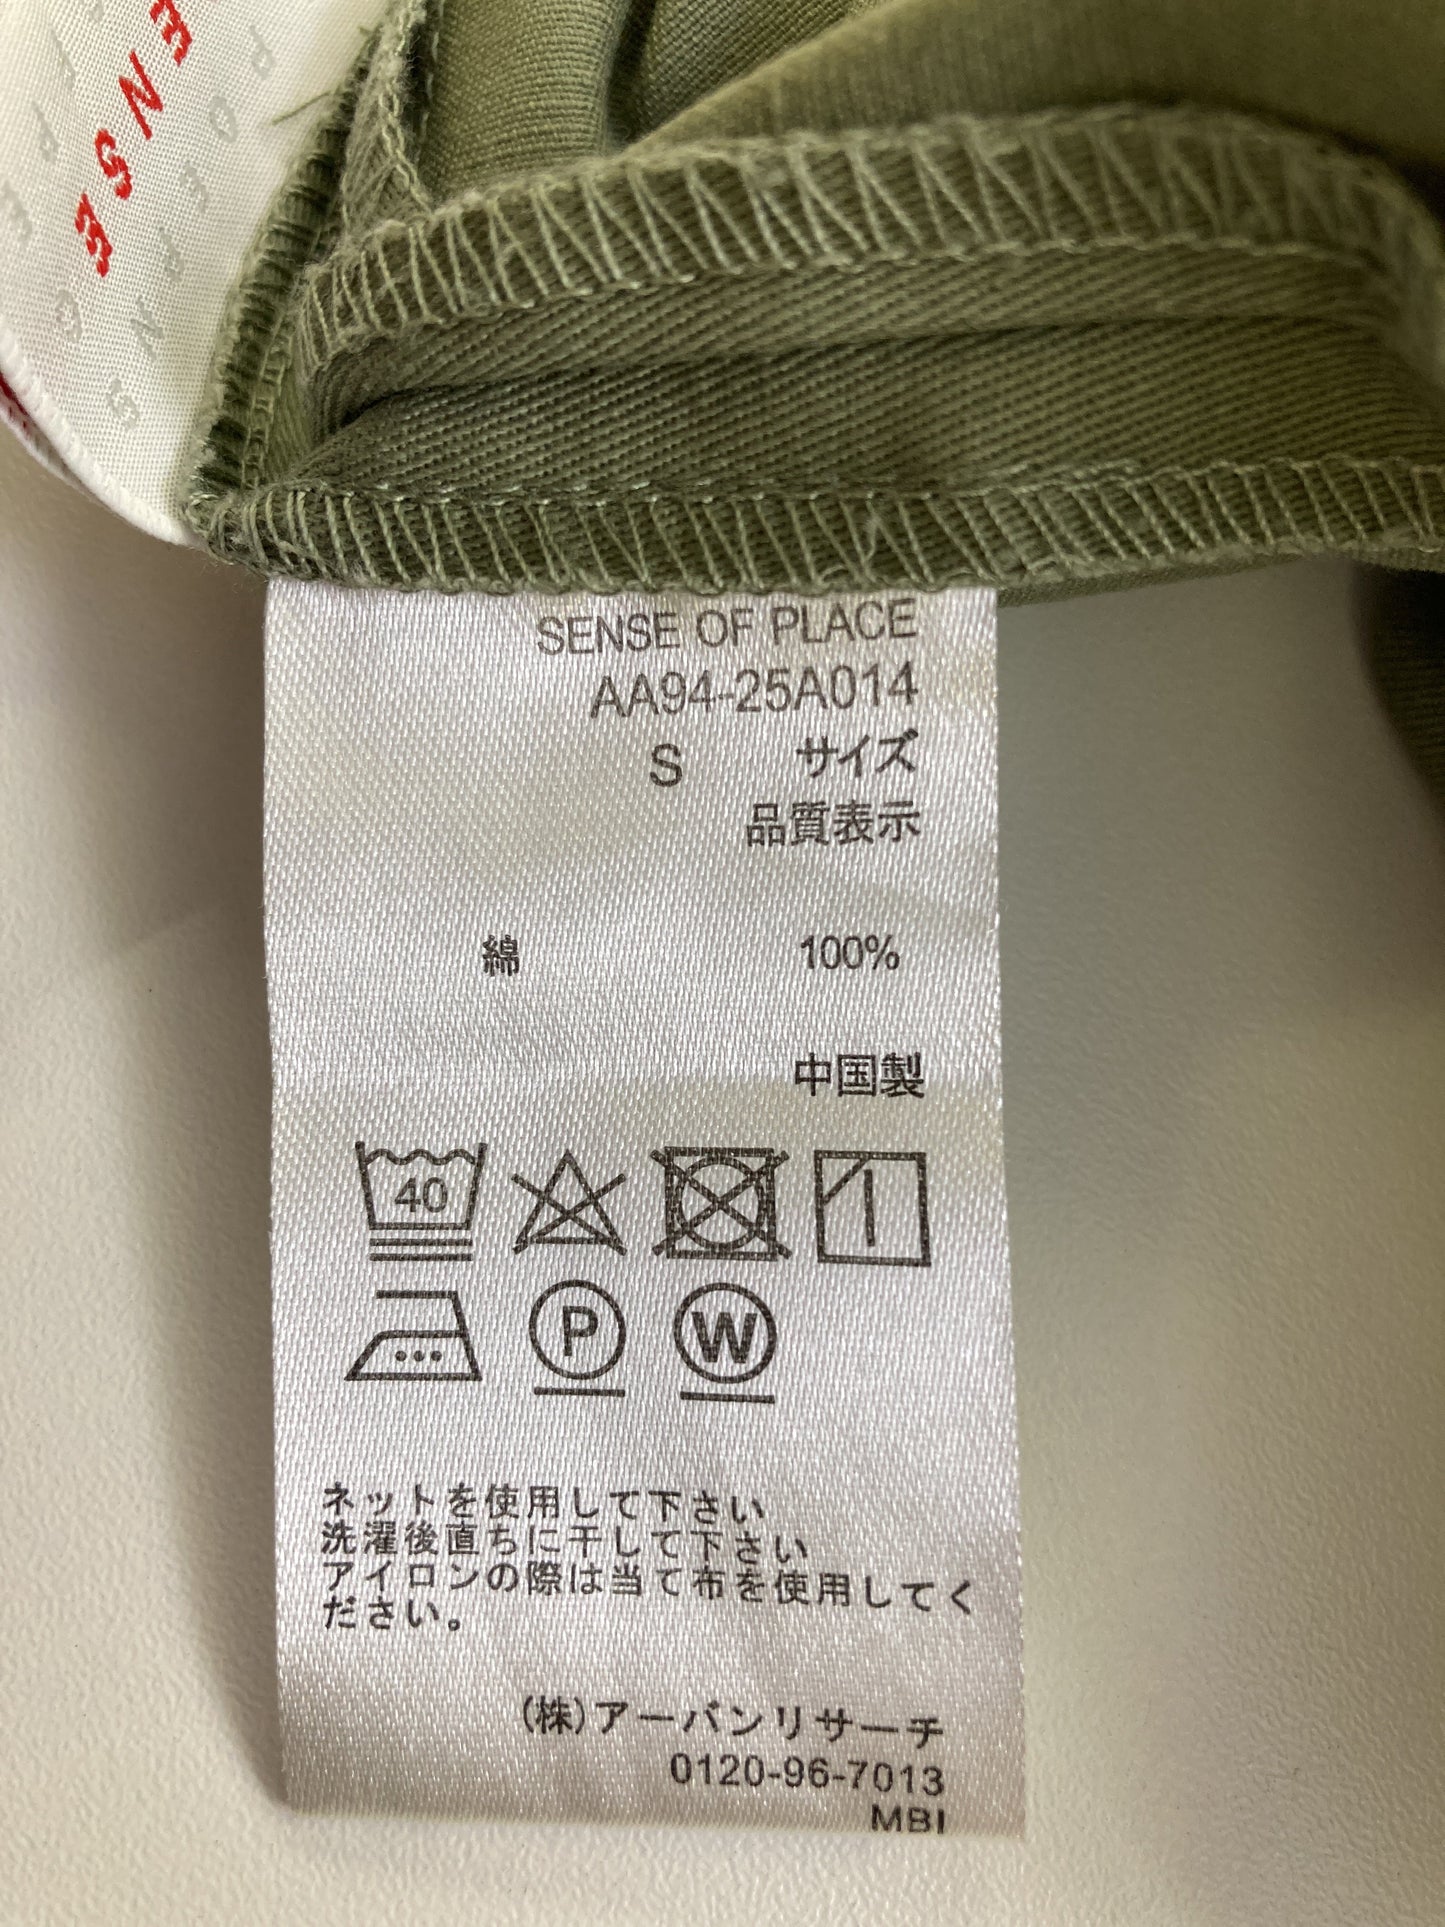 ENSE
SENSE OF PLACE
AA94-25A014
S サイズ
品質表示
綿 100%
中国製
40
P W
ネットを使用して下さい
洗濯後直ちに干して下さい
アイロンの際は当て布を使用してく
ださい。
(株)アーバンリサーチ
0120-96-7013
MBI